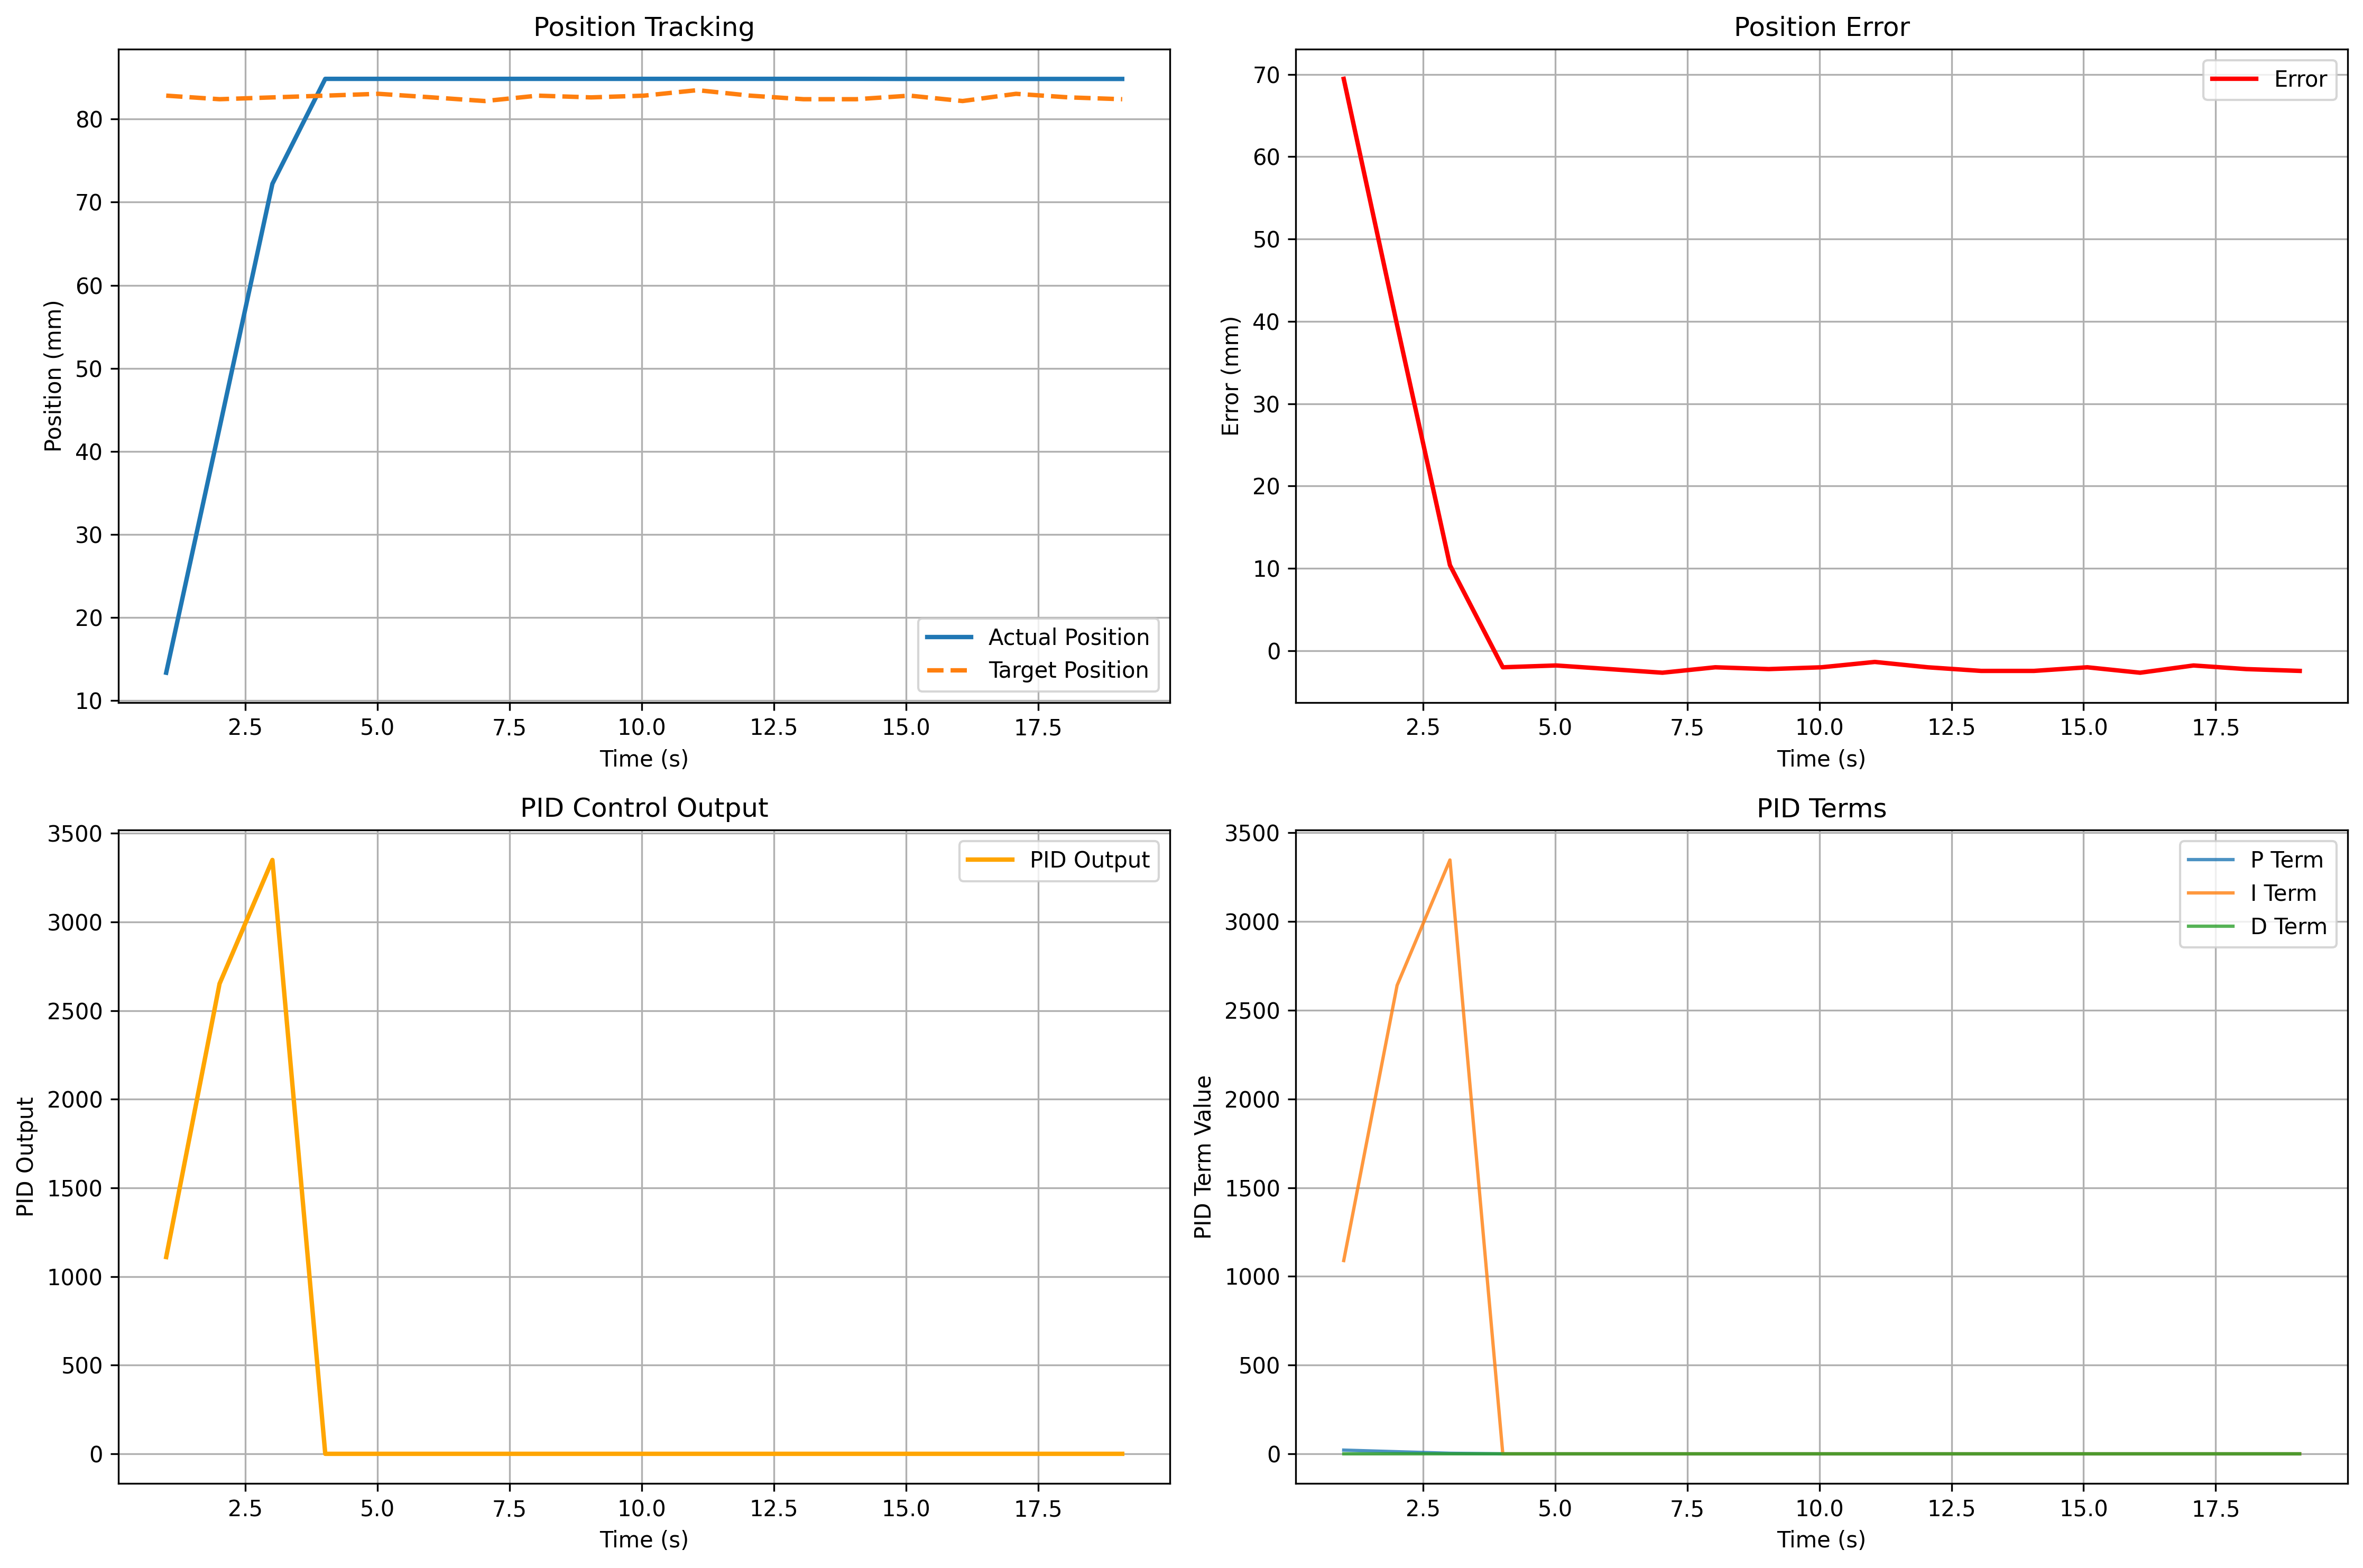 Position Tracking
Position (mm)
80
70
60
50
40
30
20
10
Actual Position
Target Position
2.5 5.0 7.5 10.0 12.5 15.0 17.5
Time (s)
Position Error
Error (mm)
70
60
50
40
30
20
10
0
Error
2.5 5.0 7.5 10.0 12.5 15.0 17.5
Time (s)
PID Control Output
PID Output
3500
3000
2500
2000
1500
1000
500
0
PID Output
2.5 5.0 7.5 10.0 12.5 15.0 17.5
Time (s)
PID Terms
PID Term Value
3500
3000
2500
2000
1500
1000
500
0
P Term
I Term
D Term
2.5 5.0 7.5 10.0 12.5 15.0 17.5
Time (s)